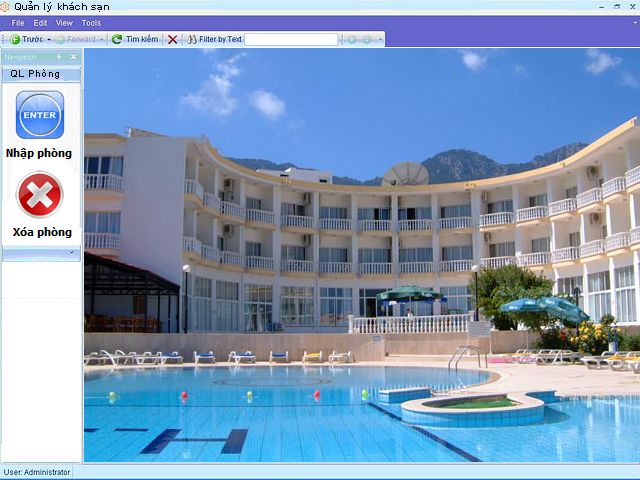 Quản lý khách sạn
File Edit View Tools
Trước Forward Tìm kiếm Filter by Text
Navigation
QL Phòng
ENTER
Nhập phòng
Xóa phòng
H
User: Administrator